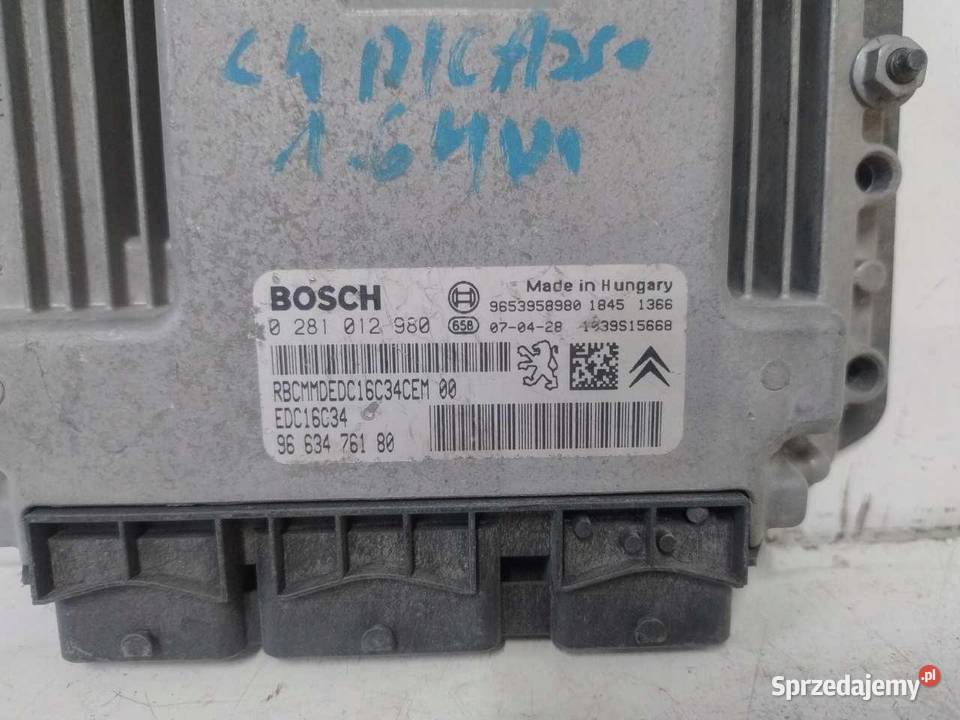 C4 PICASSO
1.6 HDI
BOSCH
Made in Hungary
9653958980 1845 1366
0 281 012 980 658 07-04-28 1039S15668
RBCMMDEDC16C34CEM 00
EDC16C34
96 634 761 80
Sprzedajemy.pl